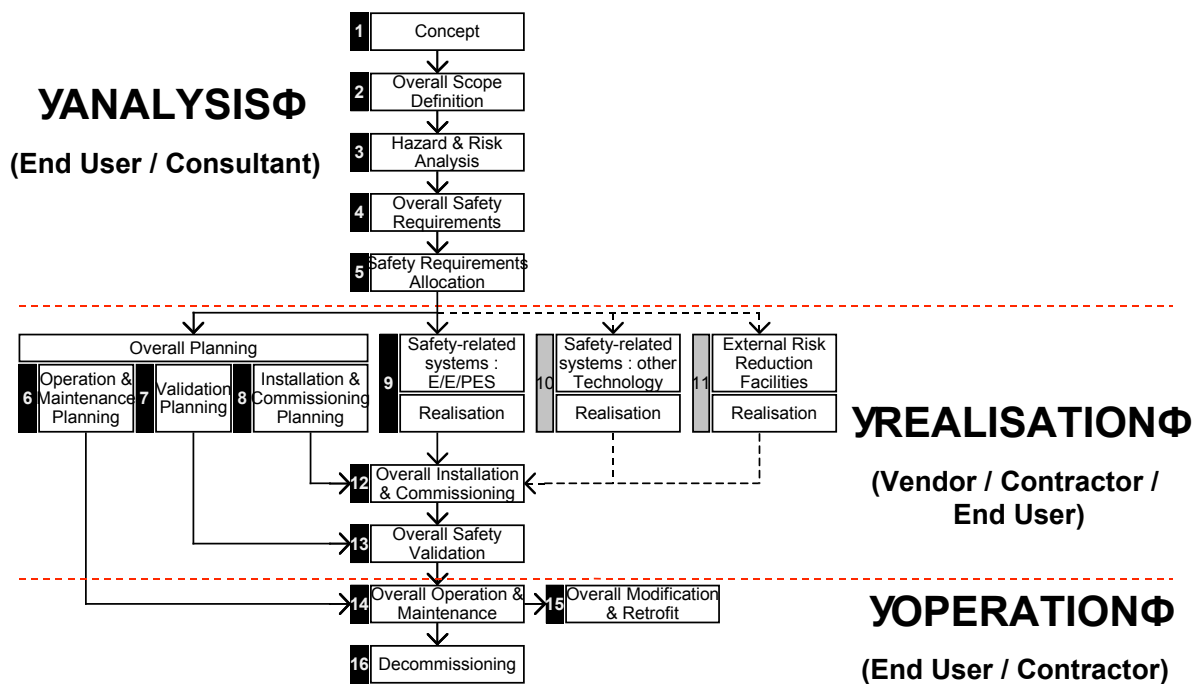 1
Concept
2
Overall Scope
Definition
УANALYSISФ
(End User / Consultant)
3
Hazard & Risk
Analysis
4
Overall Safety
Requirements
5
Safety Requirements
Allocation
Overall Planning
6
Operation &
Maintenance
Planning
7
Validation
Planning
8
Installation &
Commissioning
Planning
9
Safety-related
systems :
E/E/PES
Realisation
10
Safety-related
systems : other
Technology
Realisation
11
External Risk
Reduction
Facilities
Realisation
УREALISATIONФ
(Vendor / Contractor /
End User)
12
Overall Installation
& Commissioning
13
Overall Safety
Validation
14
Overall Operation &
Maintenance
15
Overall Modification
& Retrofit
УOPERATIONФ
(End User / Contractor)
16
Decommissioning